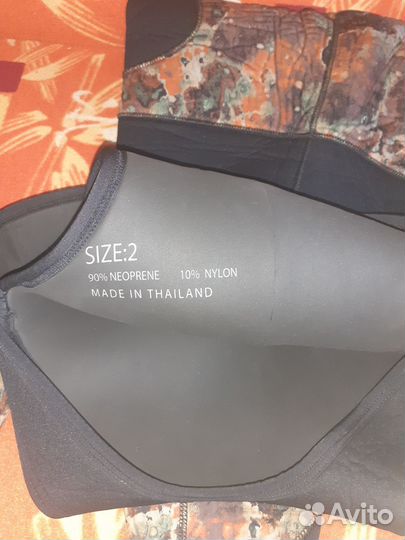 SIZE:2
90% NEOPRENE 10% NYLON
MADE IN THAILAND
Avito